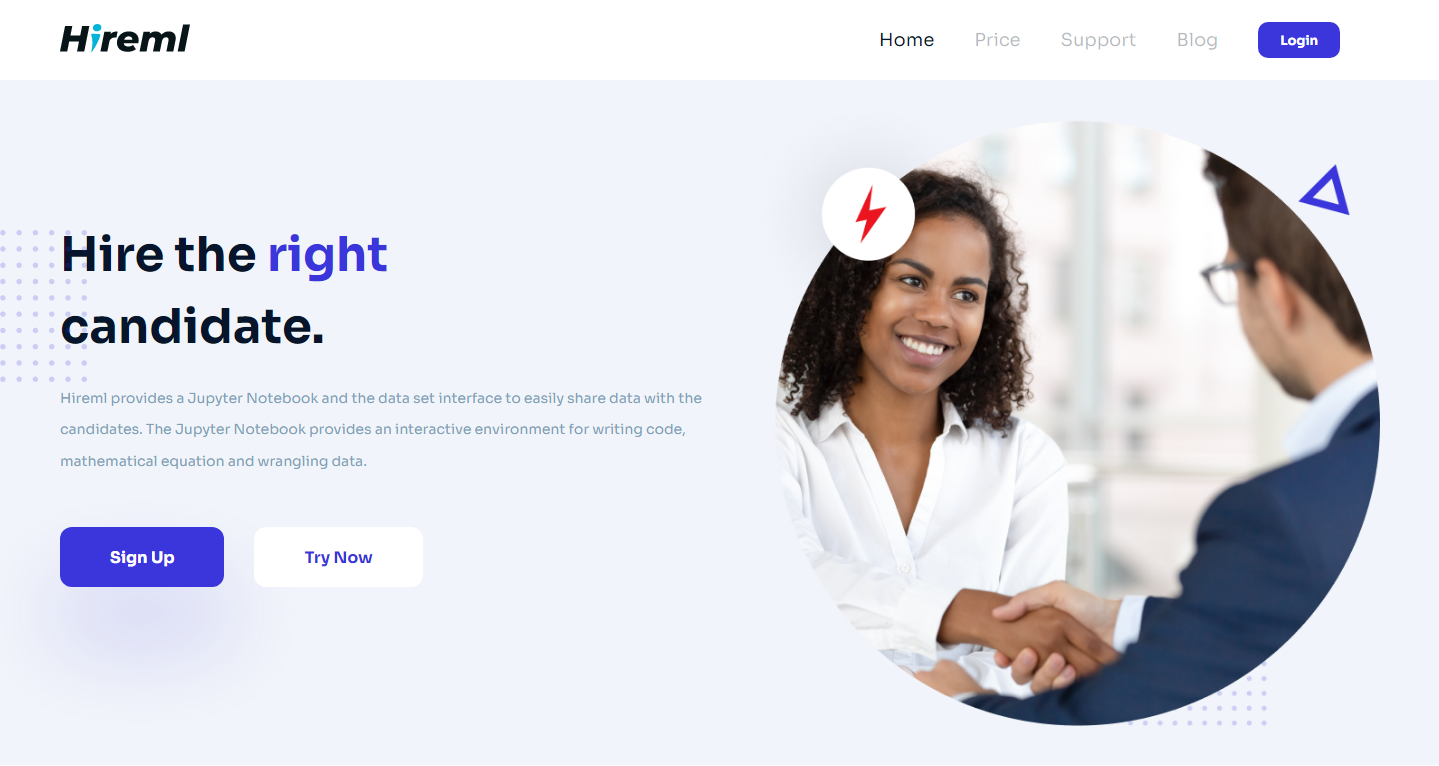 Hireml
Home Price Support Blog Login
Hire the right
candidate.
Hireml provides a Jupyter Notebook and the data set interface to easily share data with the
candidates. The Jupyter Notebook provides an interactive environment for writing code,
mathematical equation and wrangling data.
Sign Up Try Now